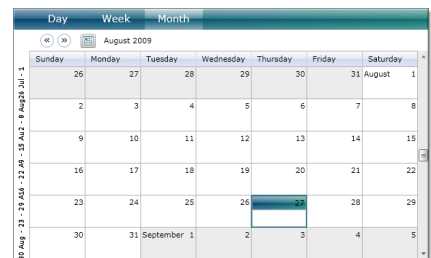 Day Week Month
August 2009
Sunday Monday Tuesday Wednesday Thursday Friday Saturday
26 27 28 29 30 31 August 1
2 3 4 5 6 7 8
9 10 11 12 13 14 15
16 17 18 19 20 21 22
23 24 25 26 27 28 29
30 31 September 1 2 3 4 5
26 Jul - 1
Aug 2 - 8
Au9 - 15
A16 - 22
23 - 29
30 Aug -